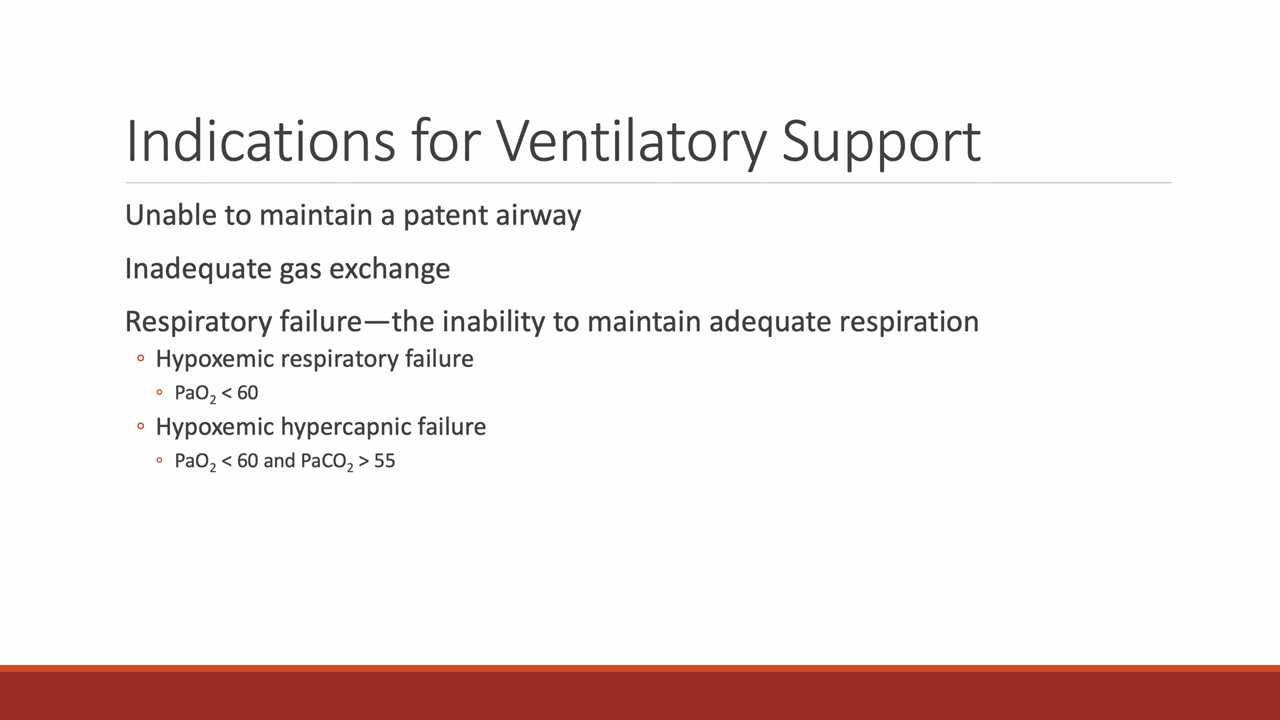 Indications for Ventilatory Support
Unable to maintain a patent airway
Inadequate gas exchange
Respiratory failure—the inability to maintain adequate respiration
◦ Hypoxemic respiratory failure
◦ PaO₂ < 60
◦ Hypoxemic hypercapnic failure
◦ PaO₂ < 60 and PaCO₂ > 55